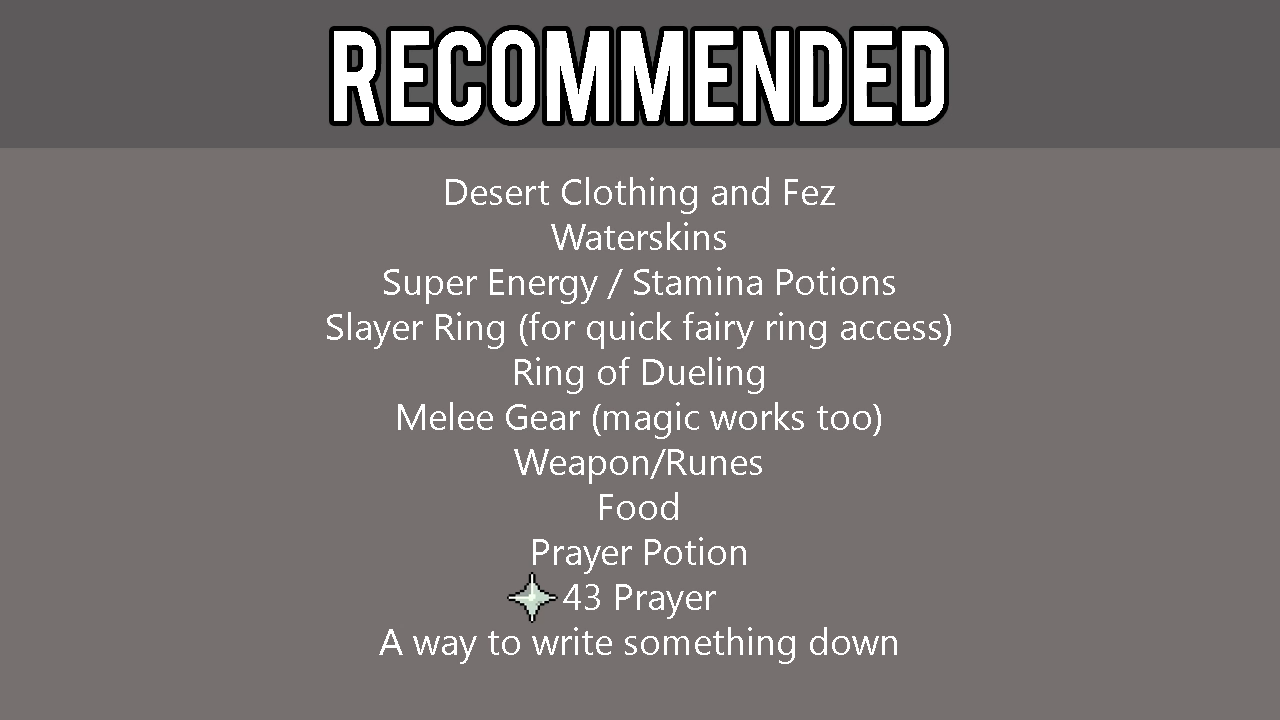 RECOMMENDED
Desert Clothing and Fez
Waterskins
Super Energy / Stamina Potions
Slayer Ring (for quick fairy ring access)
Ring of Dueling
Melee Gear (magic works too)
Weapon/Runes
Food
Prayer Potion
43 Prayer
A way to write something down